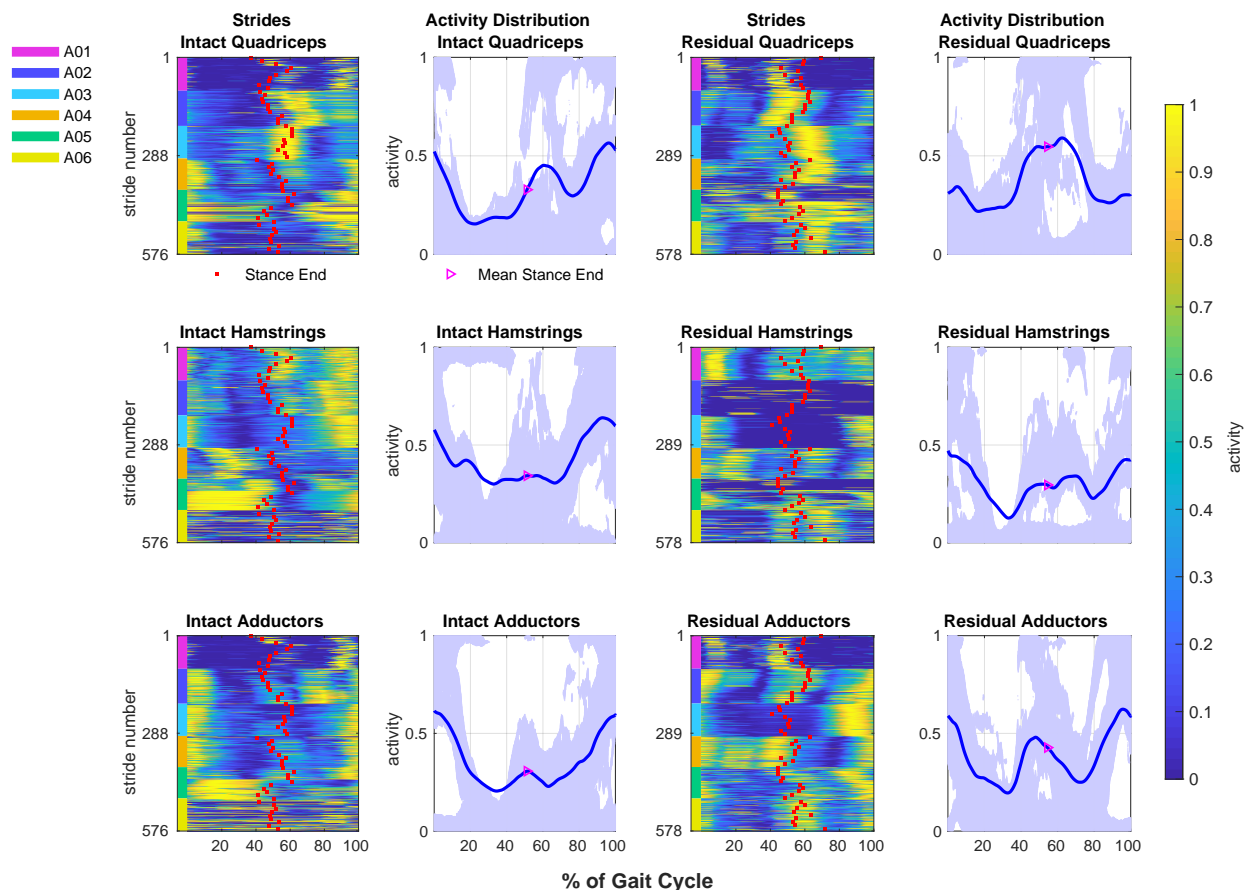 Strides
Intact Quadriceps
Activity Distribution
Intact Quadriceps
Strides
Residual Quadriceps
Activity Distribution
Residual Quadriceps
A01
A02
A03
A04
A05
A06
stride number
1
288
576
activity
1
0.5
0
1
289
578
1
0.5
0
Stance End
Mean Stance End
Intact Hamstrings
Intact Hamstrings
Residual Hamstrings
Residual Hamstrings
stride number
1
288
576
activity
1
0.5
0
1
289
578
1
0.5
0
Intact Adductors
Intact Adductors
Residual Adductors
Residual Adductors
stride number
1
288
576
activity
1
0.5
0
1
289
578
1
0.5
0
20 40 60 80 100
20 40 60 80 100
20 40 60 80 100
20 40 60 80 100
% of Gait Cycle
1
0.9
0.8
0.7
0.6
0.5
0.4
0.3
0.2
0.1
0
activity